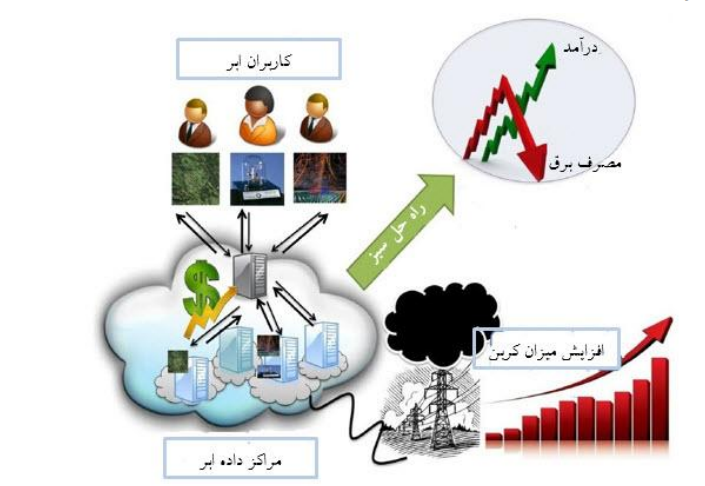 کاربران ابر
درآمد
مصرف برق
راه حل سبز
$
افزایش میزان کربن
مراکز داده ابر